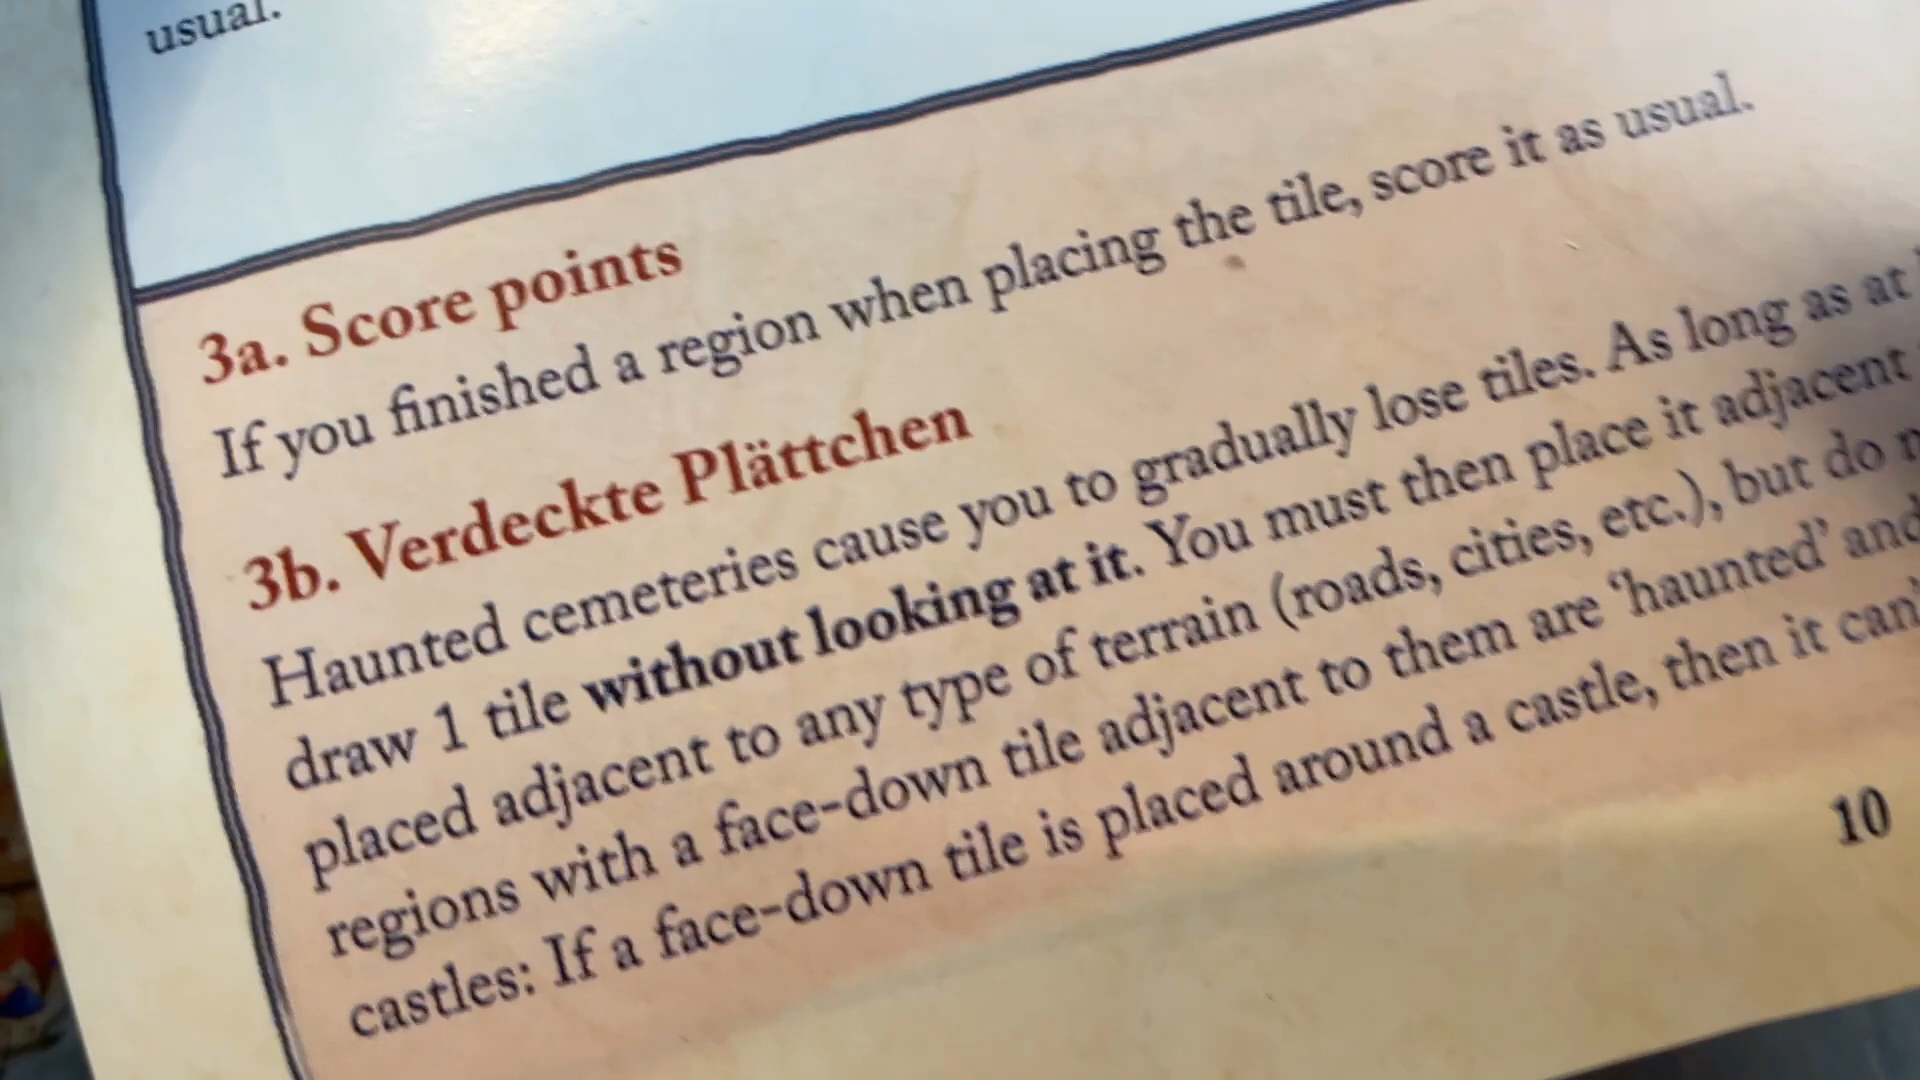 usual.
3a. Score points
If you finished a region when placing the tile, score it as usual.
3b. Verdeckte Plättchen
Haunted cemeteries cause you to gradually lose tiles. As long as at
draw 1 tile without looking at it. You must then place it adjacent
placed adjacent to any type of terrain (roads, cities, etc.), but do
regions with a face-down tile adjacent to them are ‘haunted’ and
castles: If a face-down tile is placed around a castle, then it can’
10